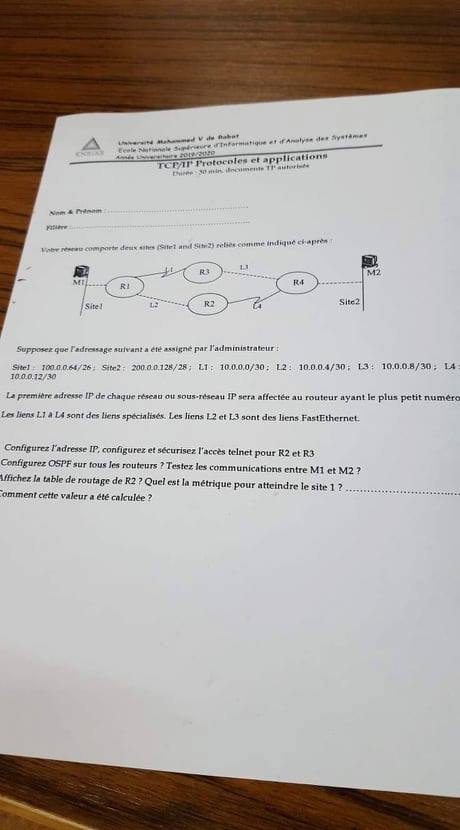 ENSIAS
Université Mohammed V de Rabat
Ecole Nationale Supérieure d'Informatique et d'Analyse des Systèmes
Année Universitaire 2019/2020
TCP/IP Protocoles et applications
Durée : 30 min, documents TP autorisés
Nom & Prénom :
Filière :
Votre réseau comporte deux sites (Site1 and Site2) reliés comme indiqué ci-après :
M1 R1 L1 R3 L3 R4 M2
Site1 L2 R2 L4 Site2
Supposez que l'adressage suivant a été assigné par l'administrateur :
Site1 : 100.0.0.64/26 ; Site2 : 200.0.0.128/28 ; L1 : 10.0.0.0/30 ; L2 : 10.0.0.4/30 ; L3 : 10.0.0.8/30 ; L4 :
10.0.0.12/30
La première adresse IP de chaque réseau ou sous-réseau IP sera affectée au routeur ayant le plus petit numéro
Les liens L1 à L4 sont des liens spécialisés. Les liens L2 et L3 sont des liens FastEthernet.
Configurez l'adresse IP, configurez et sécurisez l'accès telnet pour R2 et R3
Configurez OSPF sur tous les routeurs ? Testez les communications entre M1 et M2 ?
Affichez la table de routage de R2 ? Quel est la métrique pour atteindre le site 1 ? ........................
Comment cette valeur a été calculée ?